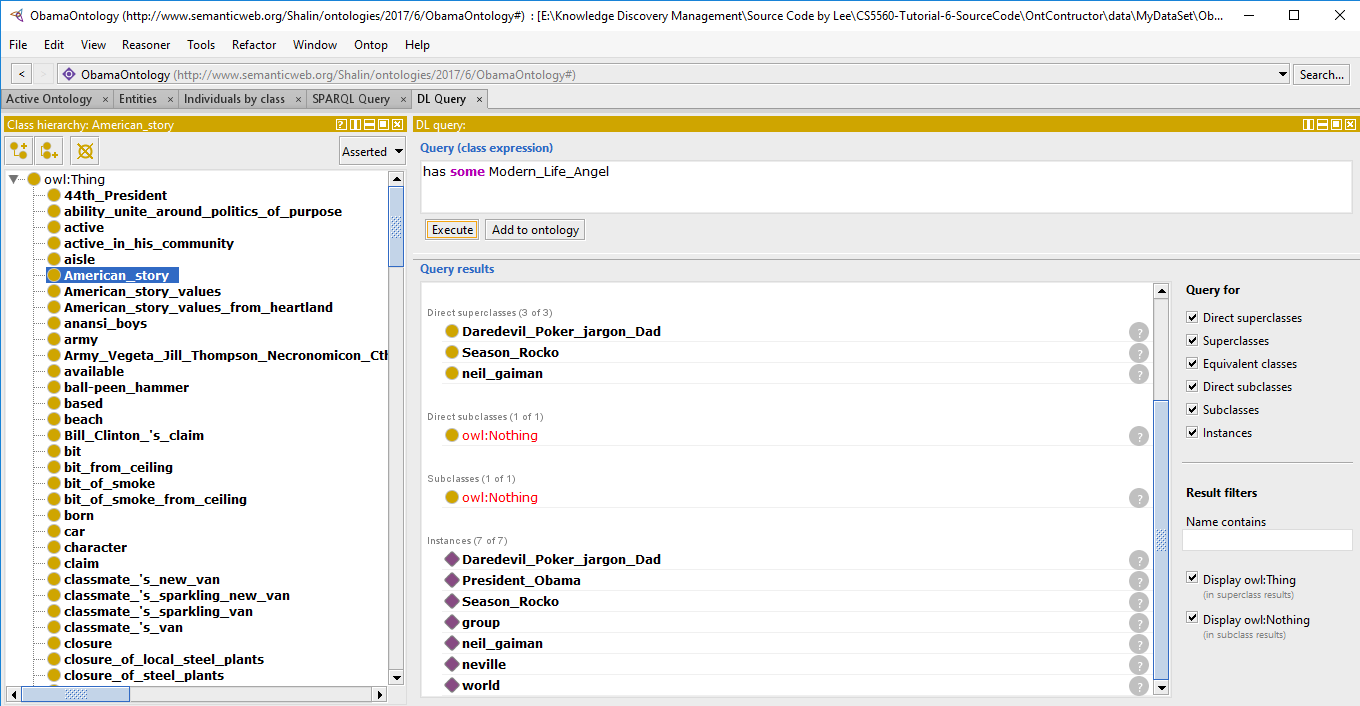 ObamaOntology (http://www.semanticweb.org/Shalin/ontologies/2017/6/ObamaOntology#) : [E:\Knowledge Discovery Management\Source Code by Lee\CS5560-Tutorial-6-SourceCode\OntContructor\data\MyDataSet\Ob...
File Edit View Reasoner Tools Refactor Window Ontop Help
< > ObamaOntology (http://www.semanticweb.org/Shalin/ontologies/2017/6/ObamaOntology#) Search...
Active Ontology × Entities × Individuals by class × SPARQL Query × DL Query ×
Class hierarchy: American_story
Asserted
owl:Thing
44th_President
ability_unite_around_politics_of_purpose
active
active_in_his_community
aisle
American_story
American_story_values
American_story_values_from_heartland
anansi_boys
army
Army_Vegeta_Jill_Thompson_Necronomicon_Cth
available
ball-peen_hammer
based
beach
Bill_Clinton_'s_claim
bit
bit_from_ceiling
bit_of_smoke
bit_of_smoke_from_ceiling
born
car
character
claim
classmate_'s_new_van
classmate_'s_sparkling_new_van
classmate_'s_sparkling_van
classmate_'s_van
closure
closure_of_local_steel_plants
closure_of_steel_plants
DL query:
Query (class expression)
has some Modern_Life_Angel
Execute Add to ontology
Query results
Direct superclasses (3 of 3)
Daredevil_Poker_jargon_Dad ?
Season_Rocko ?
neil_gaiman ?
Direct subclasses (1 of 1)
owl:Nothing ?
Subclasses (1 of 1)
owl:Nothing ?
Instances (7 of 7)
Daredevil_Poker_jargon_Dad ?
President_Obama ?
Season_Rocko ?
group ?
neil_gaiman ?
neville ?
world ?
Query for
Direct superclasses
Superclasses
Equivalent classes
Direct subclasses
Subclasses
Instances
Result filters
Name contains
Display owl:Thing
(in superclass results)
Display owl:Nothing
(in subclass results)